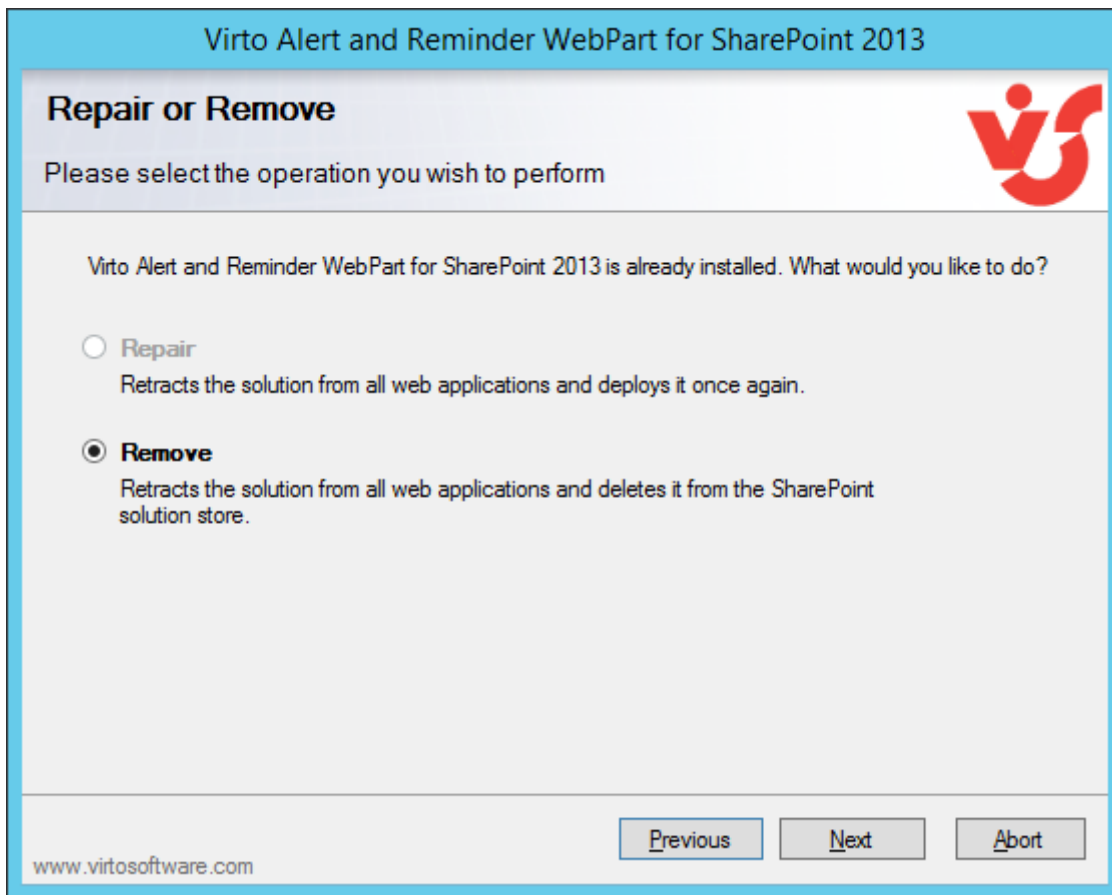 Virto Alert and Reminder WebPart for SharePoint 2013
Repair or Remove
Please select the operation you wish to perform
Virto Alert and Reminder WebPart for SharePoint 2013 is already installed. What would you like to do?
Repair
Retracts the solution from all web applications and deploys it once again.
Remove
Retracts the solution from all web applications and deletes it from the SharePoint
solution store.
Previous Next Abort
www.virtosoftware.com